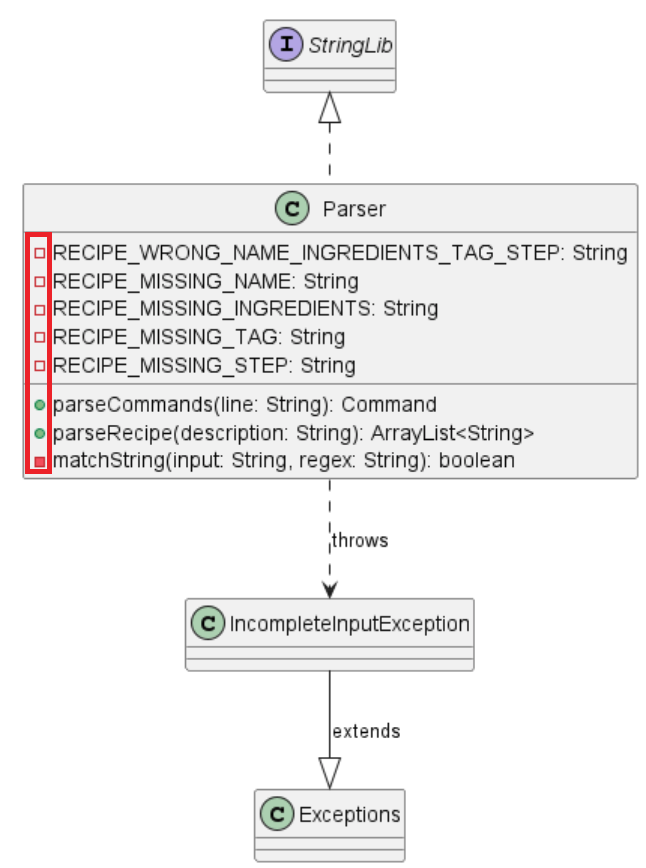 I StringLib
C Parser
RECIPE_WRONG_NAME_INGREDIENTS_TAG_STEP: String
RECIPE_MISSING_NAME: String
RECIPE_MISSING_INGREDIENTS: String
RECIPE_MISSING_TAG: String
RECIPE_MISSING_STEP: String
parseCommands(line: String): Command
parseRecipe(description: String): ArrayList<String>
matchString(input: String, regex: String): boolean
throws
C IncompleteInputException
extends
C Exceptions